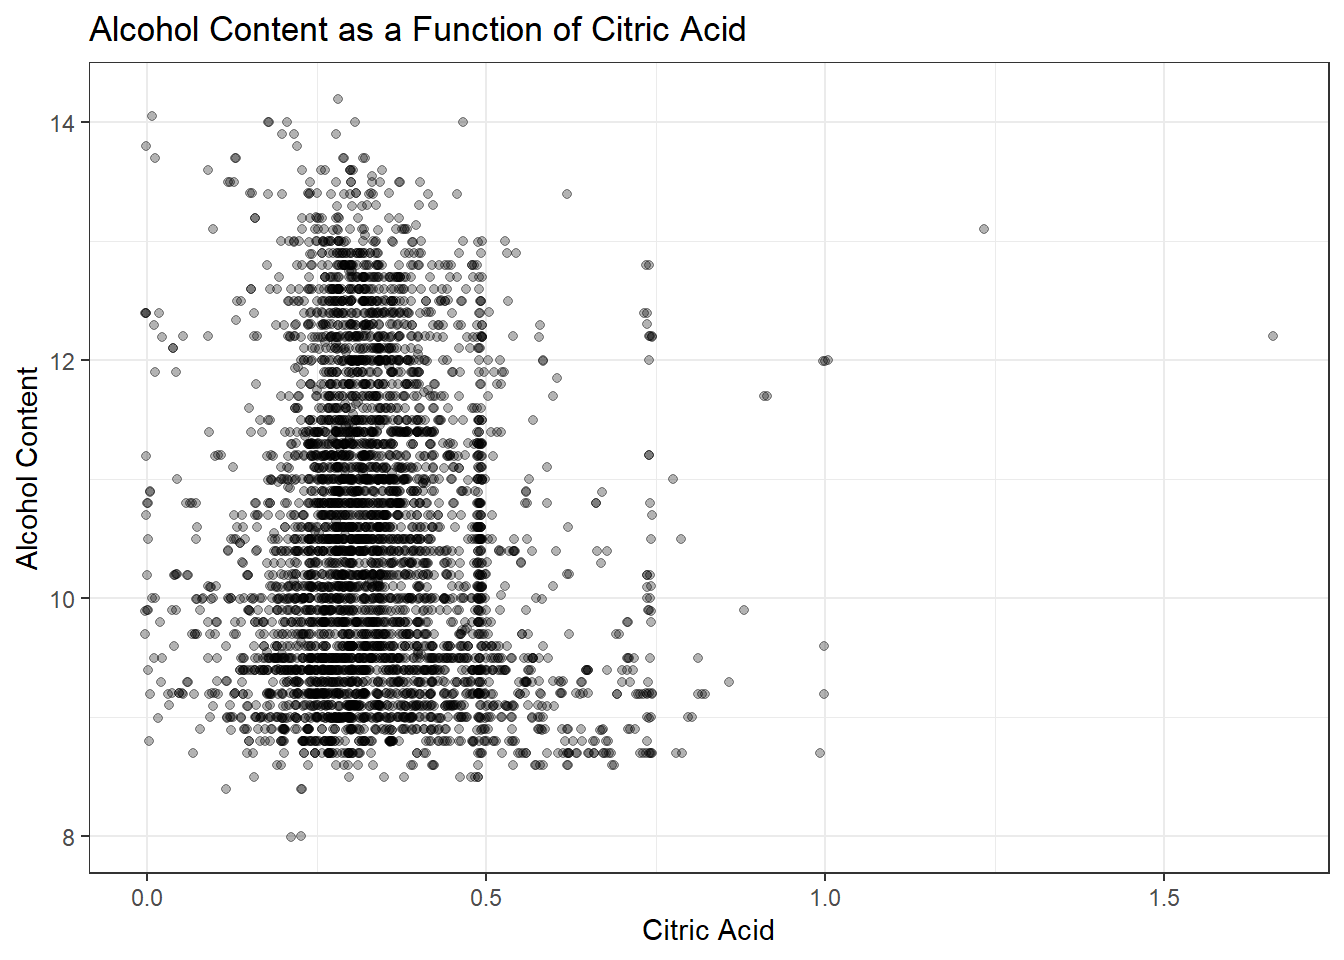 Alcohol Content as a Function of Citric Acid
14
12
10
8
Alcohol Content
0.0 0.5 1.0 1.5
Citric Acid